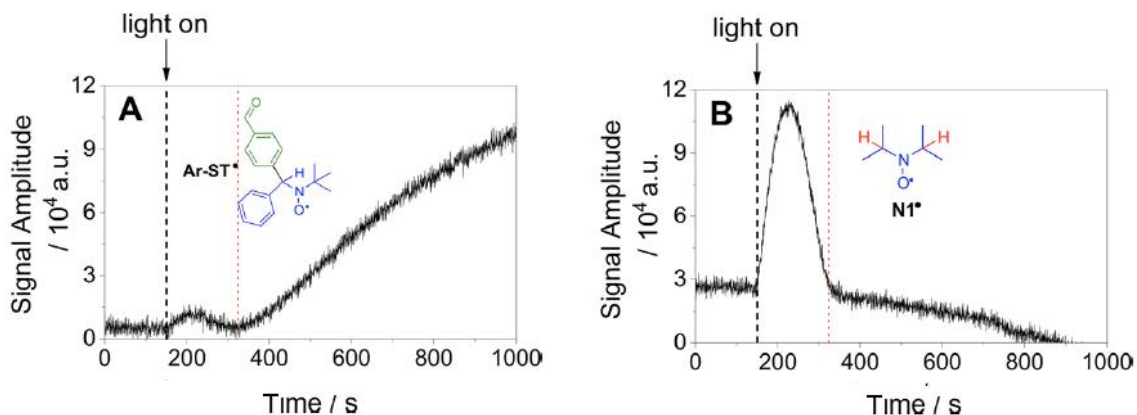 light on
A
Signal Amplitude
/ 10⁴ a.u.
12
9
6
3
0
O
Ar-ST•
H
N
O•
0
200
400
600
800
1000
Time / s
light on
B
Signal Amplitude
/ 10⁴ a.u.
12
9
6
3
0
H
H
N
O•
N1•
0
200
400
600
800
1000
Time / s